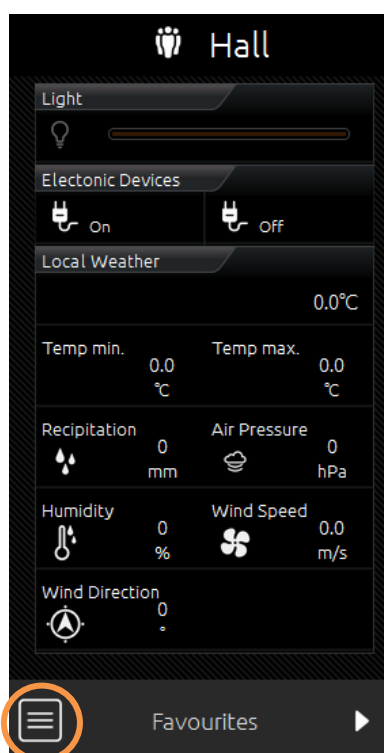 Hall
Light
Electonic Devices
On Off
Local Weather
0.0°C
Temp min. Temp max.
0.0 0.0
°C °C
Recipitation Air Pressure
0 0
mm hPa
Humidity Wind Speed
0 0.0
% m/s
Wind Direction
0
°
Favourites